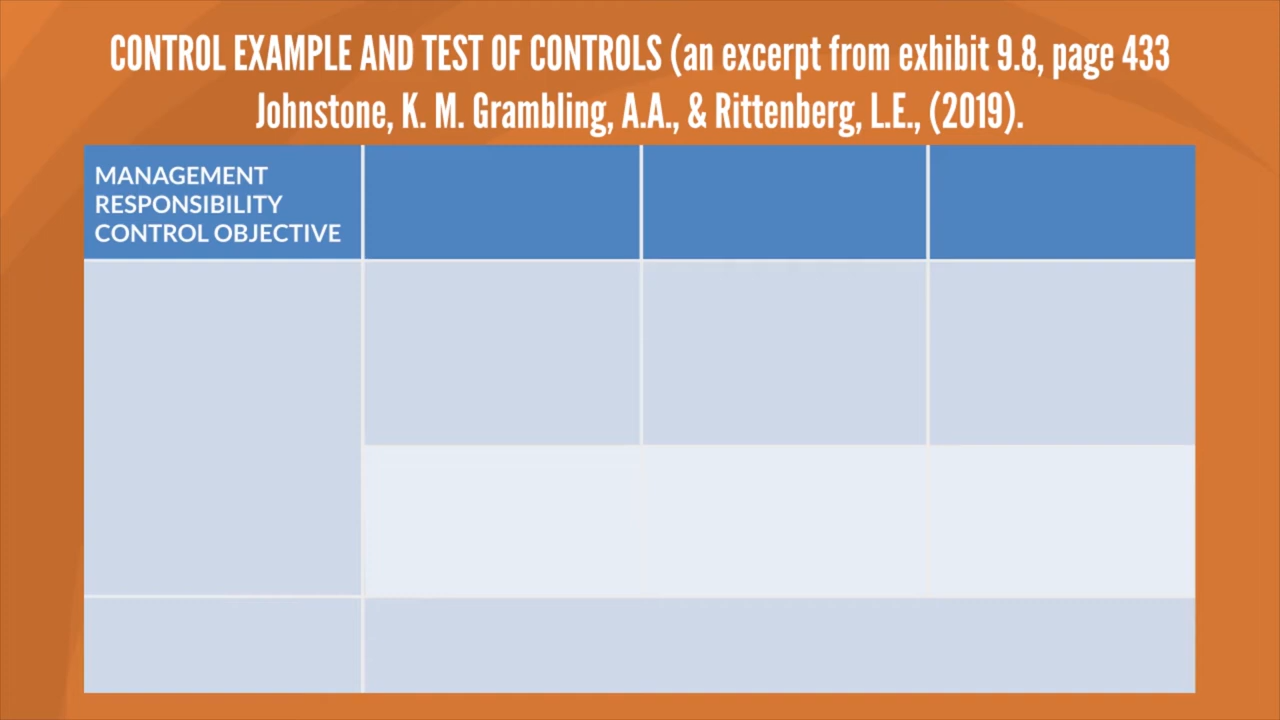 CONTROL EXAMPLE AND TEST OF CONTROLS (an excerpt from exhibit 9.8, page 433
Johnstone, K. M. Grambling, A.A., & Rittenberg, L.E., (2019).
MANAGEMENT
RESPONSIBILITY
CONTROL OBJECTIVE